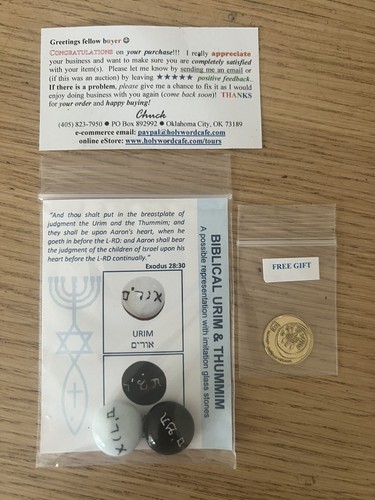 Greetings fellow buyer ☺
CONGRATULATIONS on your purchase!!! I really appreciate
your business and want to make sure you are completely satisfied
with your item(s). Please let me know by sending me an email or
(if this was an auction) by leaving ★★★★★ positive feedback.
If there is a problem, please give me a chance to fix it as I would
enjoy doing business with you again (come back soon)! THANKS
for your order and happy buying!
Chuck
(405) 823-7950 ● PO Box 892992 ● Oklahoma City, OK 73189
e-commerce email: paypal@holywordcafe.com
online eStore: www.holywordcafe.com/tours
"And thou shalt put in the breastplate of
judgment the Urim and the Thummim; and
they shall be upon Aaron's heart, when he
goeth in before the L-RD: and Aaron shall bear
the judgment of the children of Israel upon his
heart before the L-RD continually."
Exodus 28:30
BIBLICAL URIM & THUMMIM
A possible representation with imitation glass stones
אורים
URIM
אורים
FREE GIFT